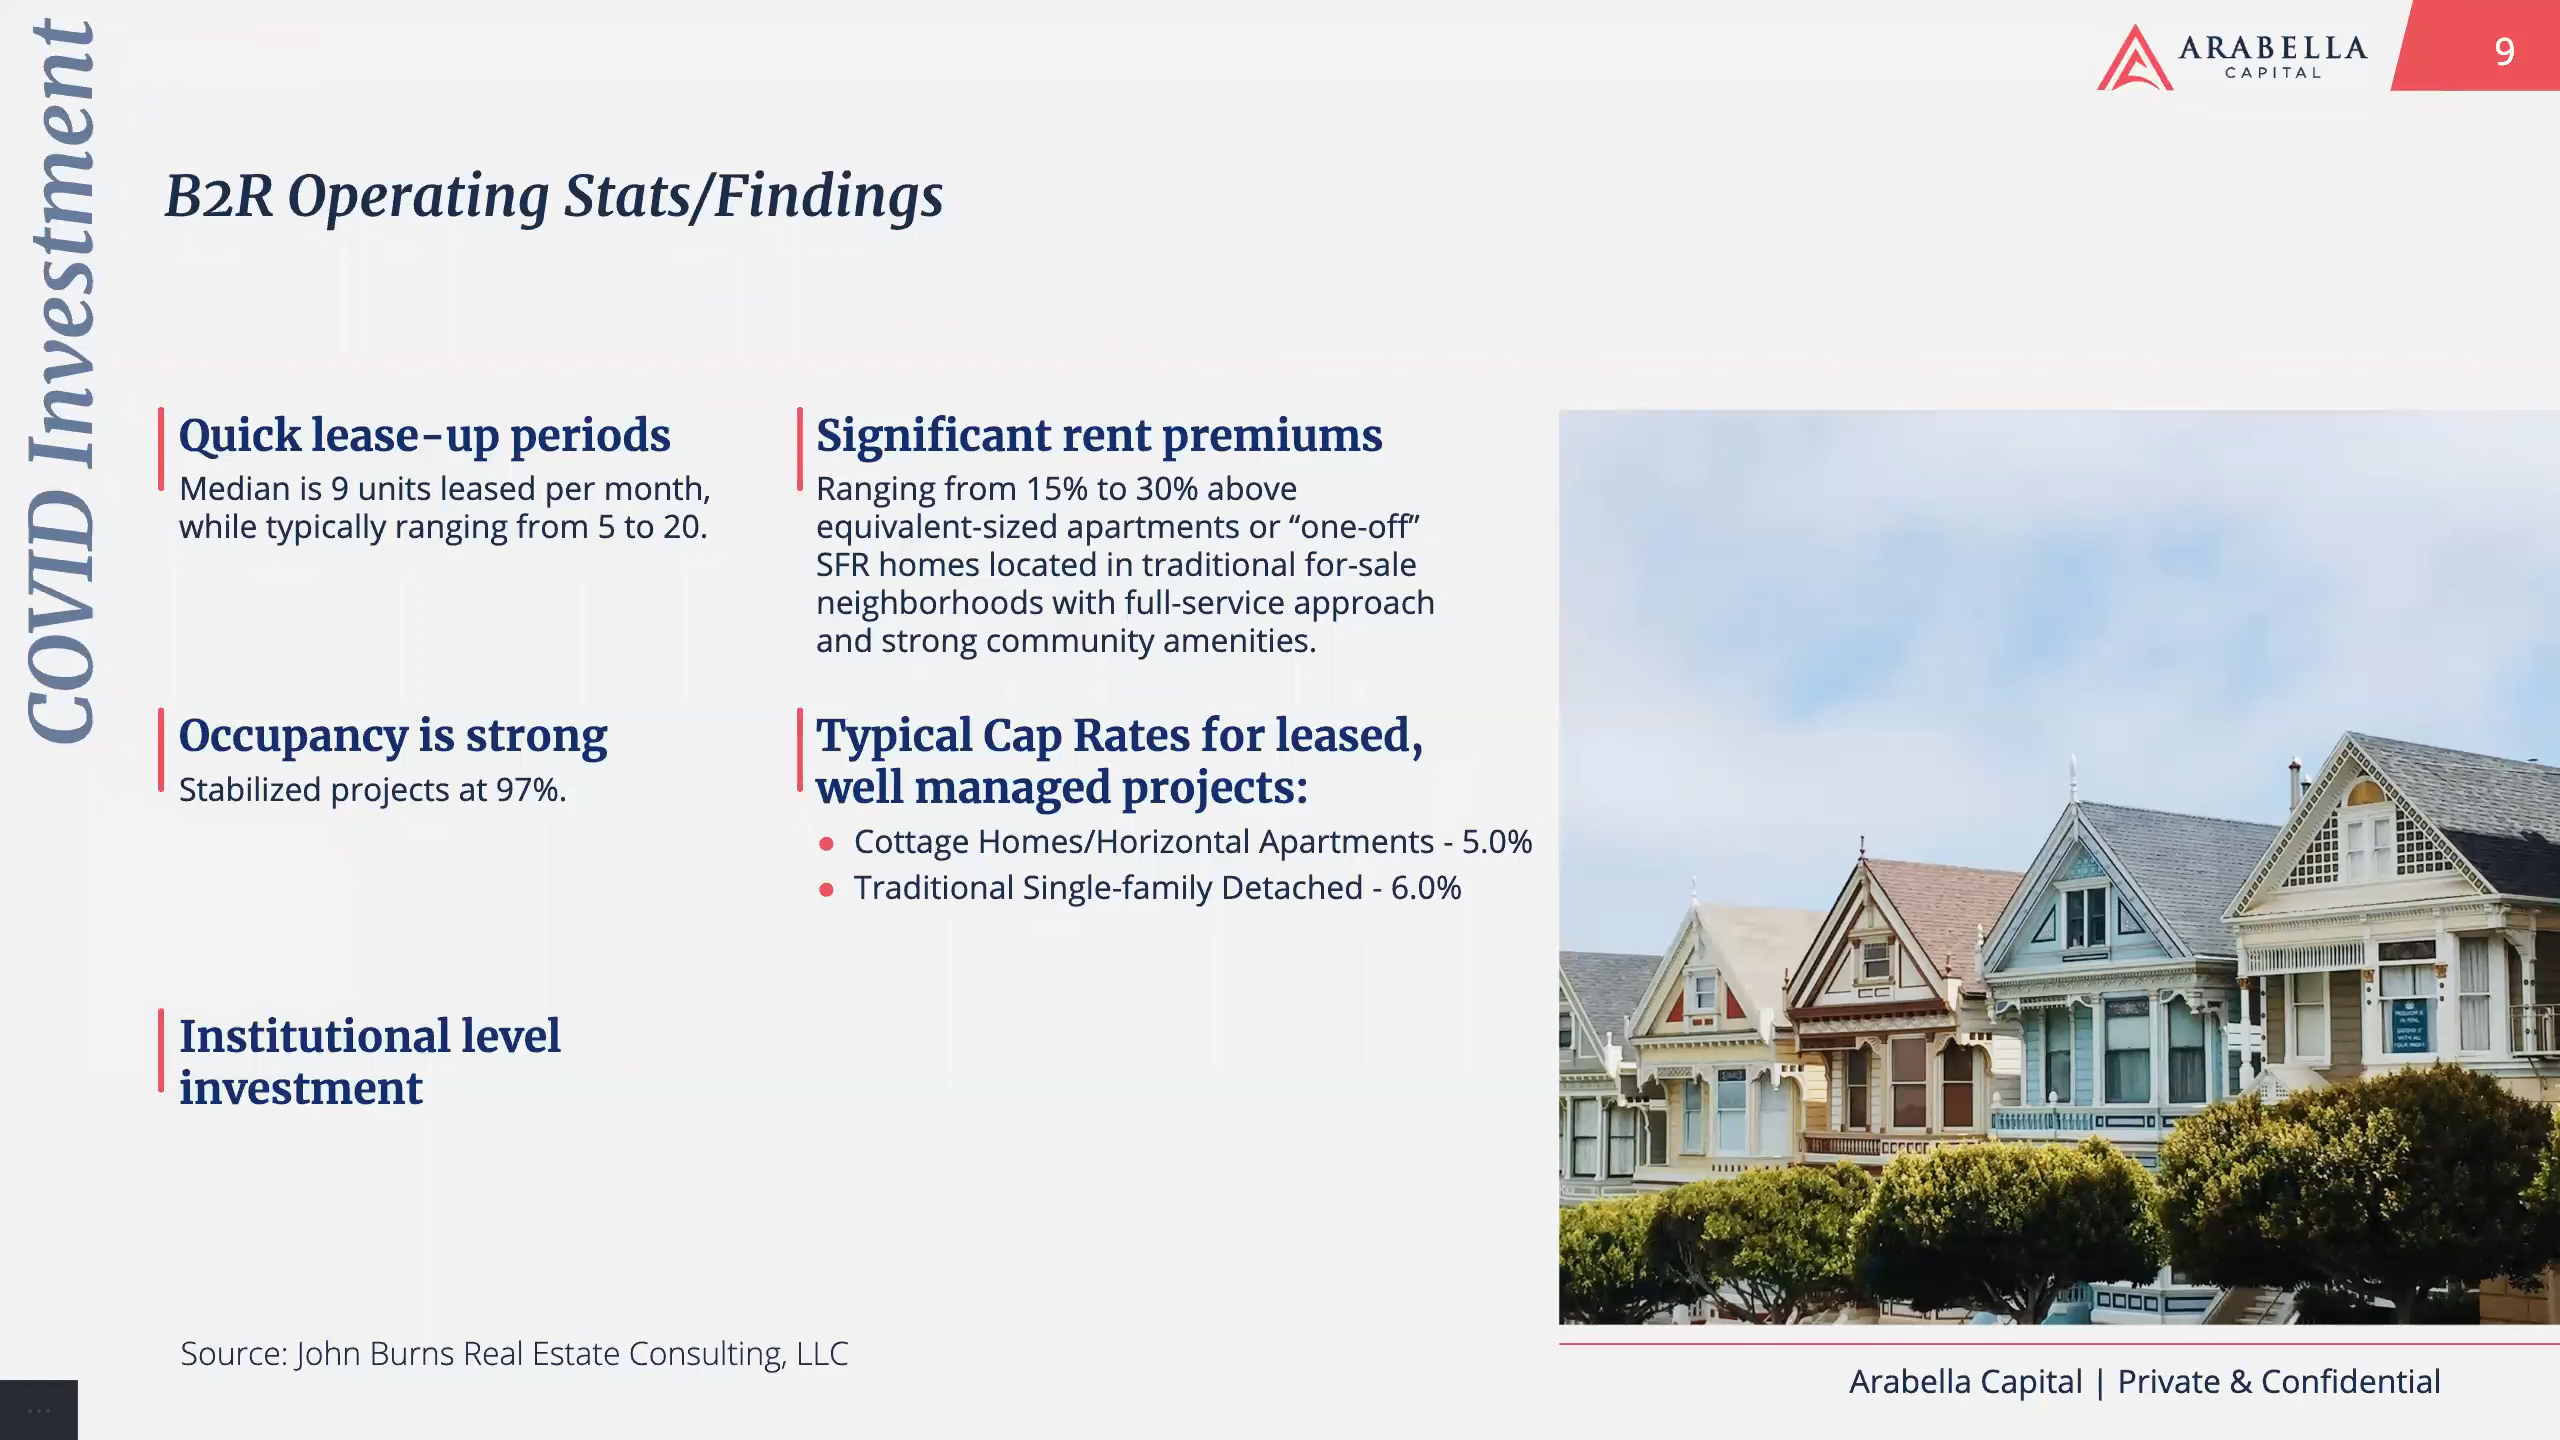 COVID Investment
ARABELLA
CAPITAL
9
B2R Operating Stats/Findings
Quick lease-up periods
Median is 9 units leased per month,
while typically ranging from 5 to 20.
Significant rent premiums
Ranging from 15% to 30% above
equivalent-sized apartments or “one-off”
SFR homes located in traditional for-sale
neighborhoods with full-service approach
and strong community amenities.
Occupancy is strong
Stabilized projects at 97%.
Typical Cap Rates for leased,
well managed projects:
• Cottage Homes/Horizontal Apartments - 5.0%
• Traditional Single-family Detached - 6.0%
Institutional level
investment
Source: John Burns Real Estate Consulting, LLC
Arabella Capital | Private & Confidential